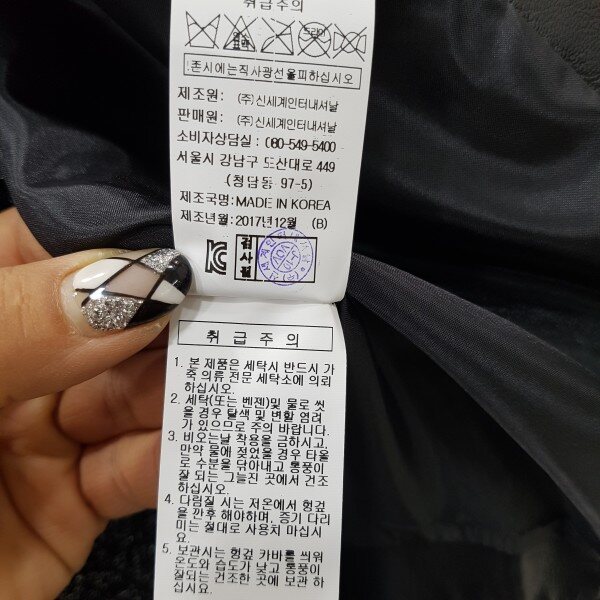 취급주의
드라이
존시에는직사광선을피하십시오
제조원: (주)신세계인터내셔날
판매원: (주)신세계인터내셔날
소비자상담실: 080-549-5400
서울시 강남구 도산대로 449
(청담동 97-5)
제조국명: MADE IN KOREA
제조년월: 2017년12월 (B)
검사필
취급주의
1. 본 제품은 세탁시 반드시 가
죽 의류 전문 세탁소에 의뢰
하십시오.
2. 세탁(또는 벤젠)및 물로 씻
을 경우 탈색 및 변할 염려
가 있으므로 주의 바랍니다.
3. 비오는날 착용을 금하시고,
만약 물에 젖었을 경우 타올
로 수분을 닦아내고 통풍이
잘 되는 그늘진 곳에서 건조
하십시오.
4. 다림질 시는 저온에서 헝겊
을 깐후 해야하며, 증기 다리
미는 절대로 사용치 마십시
오.
5. 보관시는 헝겊 카바를 씌워
온도와 습도가 낮고 통풍이
잘되는 건조한 곳에 보관 하
십시요.